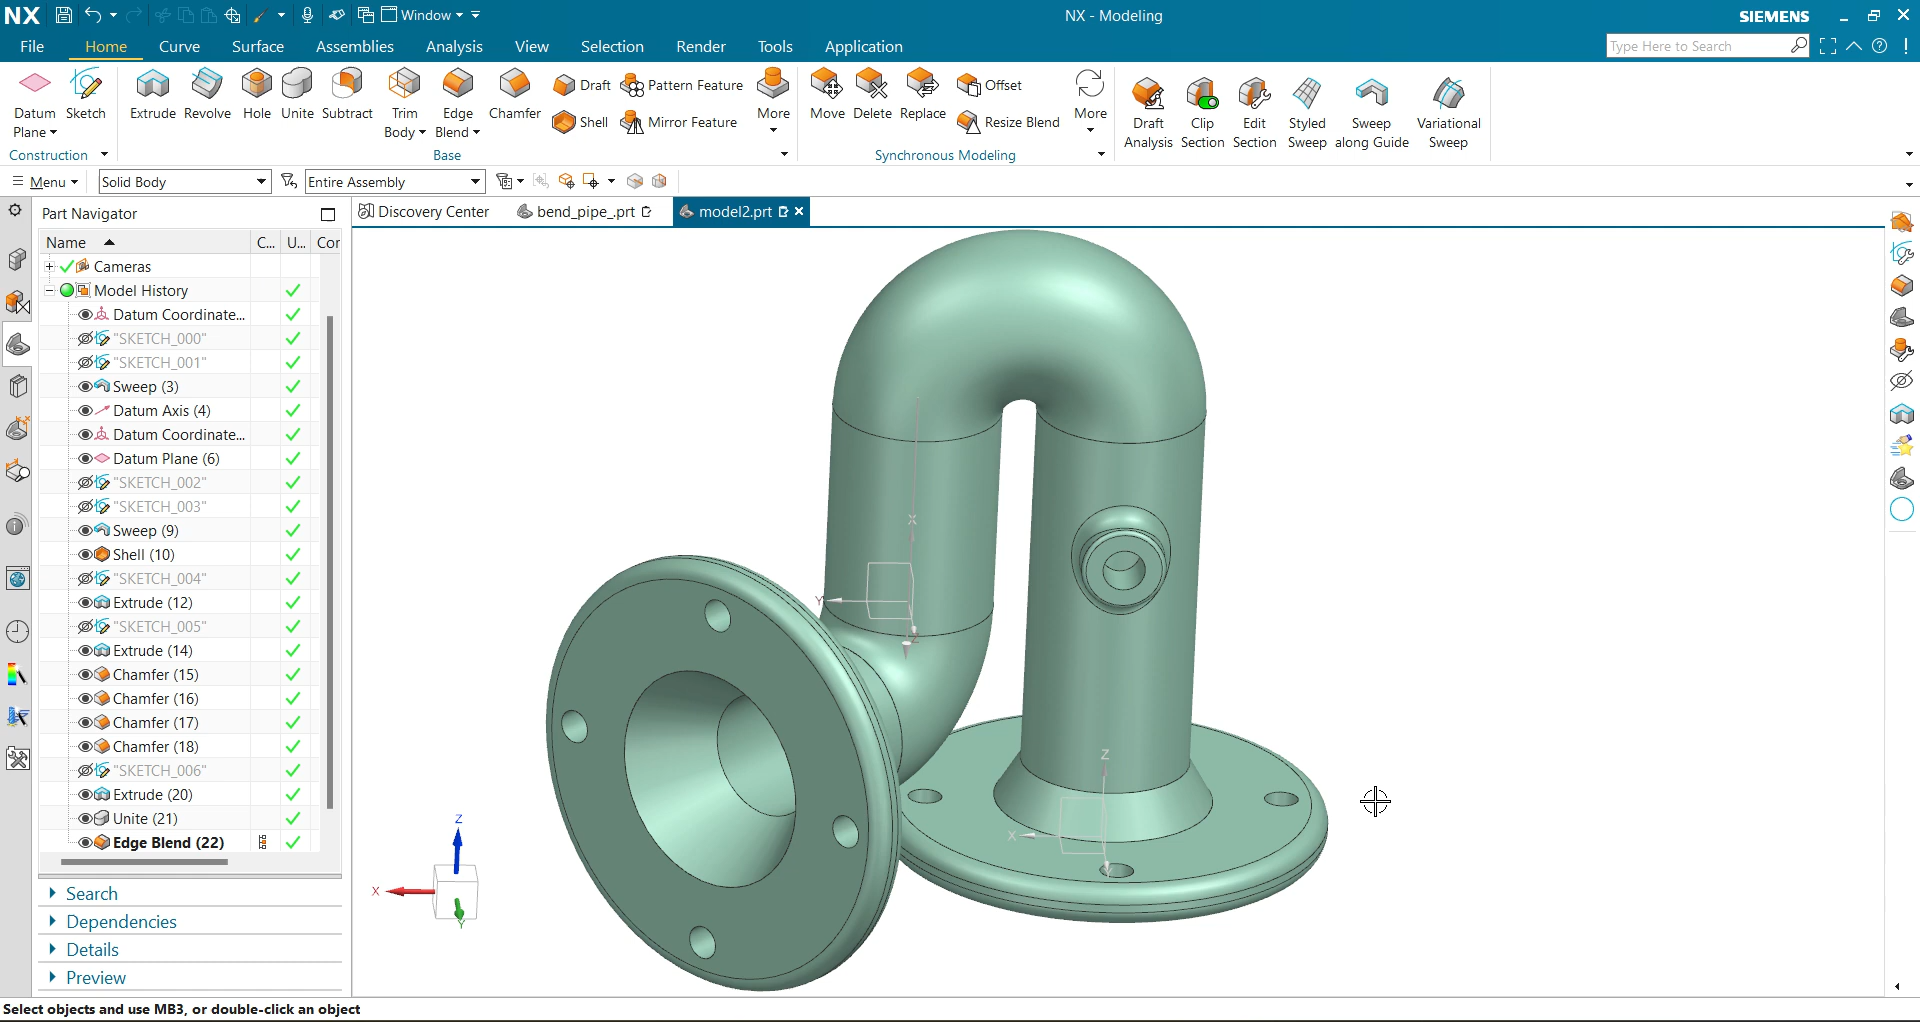 NX Window NX - Modeling SIEMENS
File Home Curve Surface Assemblies Analysis View Selection Render Tools Application Type Here to Search
Datum Plane Sketch Extrude Revolve Hole Unite Subtract Trim Body Edge Blend Chamfer Draft Shell Pattern Feature Mirror Feature More Move Delete Replace Offset Resize Blend More Draft Analysis Clip Section Edit Section Styled Sweep Sweep along Guide Variational Sweep
Construction Base Synchronous Modeling
Menu Solid Body Entire Assembly
Part Navigator Discovery Center bend_pipe_.prt model2.prt
Name C... U... Cor
Cameras
Model History
Datum Coordinate...
"SKETCH_000"
"SKETCH_001"
Sweep (3)
Datum Axis (4)
Datum Coordinate...
Datum Plane (6)
"SKETCH_002"
"SKETCH_003"
Sweep (9)
Shell (10)
"SKETCH_004"
Extrude (12)
"SKETCH_005"
Extrude (14)
Chamfer (15)
Chamfer (16)
Chamfer (17)
Chamfer (18)
"SKETCH_006"
Extrude (20)
Unite (21)
Edge Blend (22)
Search
Dependencies
Details
Preview
X
Y
Z
Z
X
Z
X
Y
Select objects and use MB3, or double-click an object